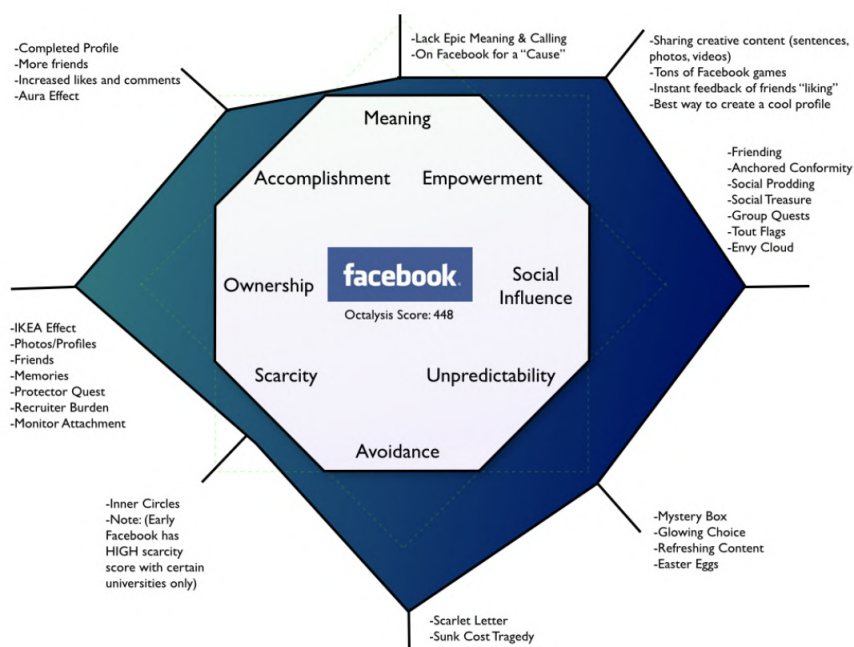 -Completed Profile
-More friends
-Increased likes and comments
-Aura Effect
-Lack Epic Meaning & Calling
-On Facebook for a “Cause”
-Sharing creative content (sentences,
photos, videos)
-Tons of Facebook games
-Instant feedback of friends “liking”
-Best way to create a cool profile
Meaning
Accomplishment
Empowerment
-Friending
-Anchored Conformity
-Social Prodding
-Social Treasure
-Group Quests
-Tout Flags
-Envy Cloud
Ownership
facebook.
Social
Influence
Octalysis Score: 448
-IKEA Effect
-Photos/Profiles
-Friends
-Memories
-Protector Quest
-Recruiter Burden
-Monitor Attachment
Scarcity
Unpredictability
Avoidance
-Inner Circles
-Note: (Early
Facebook has
HIGH scarcity
score with certain
universities only)
-Mystery Box
-Glowing Choice
-Refreshing Content
-Easter Eggs
-Scarlet Letter
-Sunk Cost Tragedy